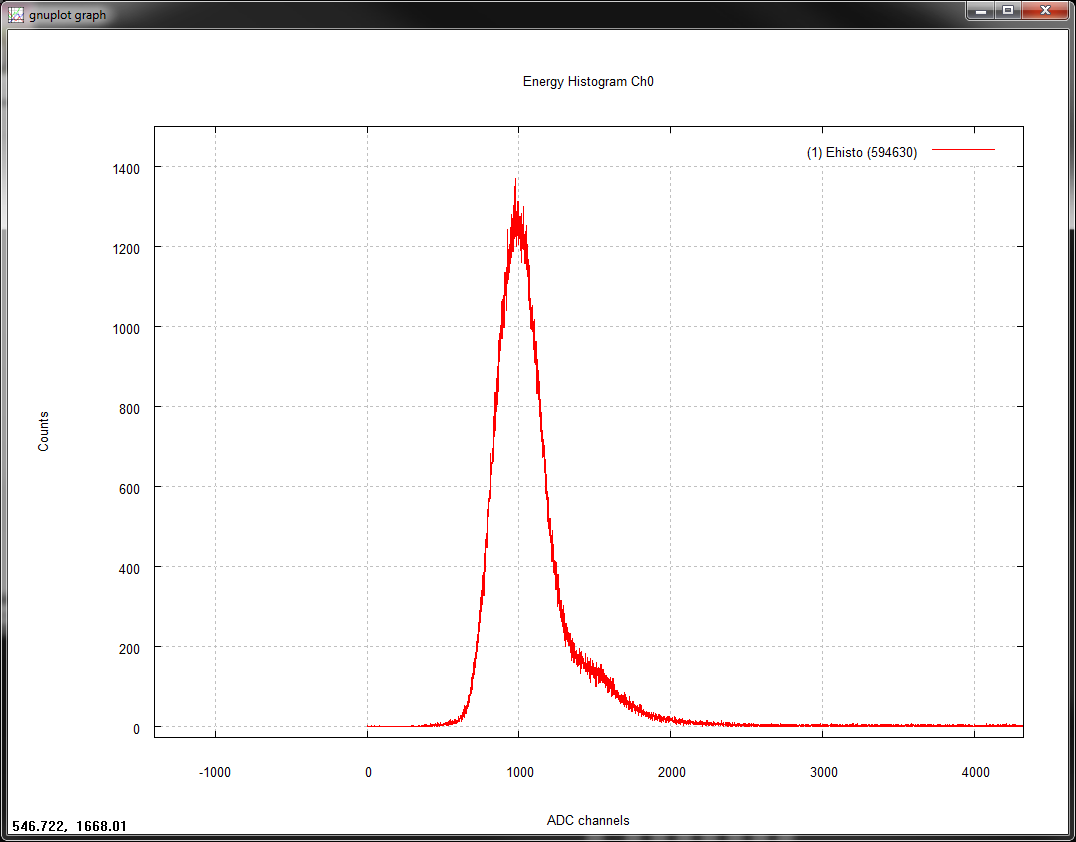 gnuplot graph
Energy Histogram Ch0
(1) Ehisto (594630)
1400
1200
1000
800
600
400
200
0
Counts
-1000 0 1000 2000 3000 4000
ADC channels
546.722, 1668.01